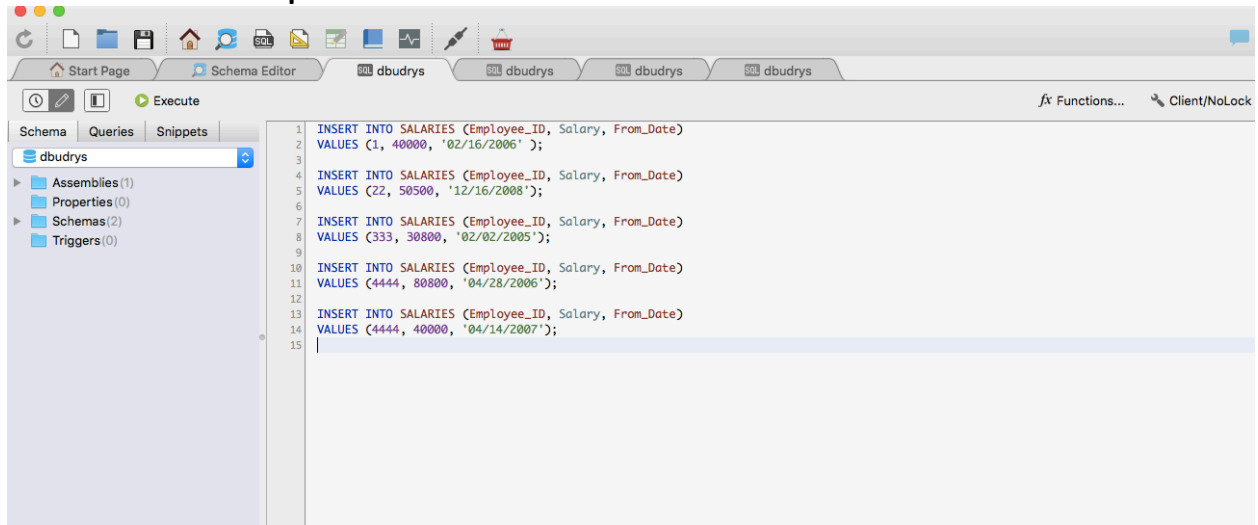 Start Page
Schema Editor
dbudrys
dbudrys
dbudrys
dbudrys
Execute
fx Functions...
Client/NoLock
Schema Queries Snippets
dbudrys
Assemblies (1)
Properties (0)
Schemas (2)
Triggers (0)
1 INSERT INTO SALARIES (Employee_ID, Salary, From_Date)
2 VALUES (1, 40000, '02/16/2006' );
3
4 INSERT INTO SALARIES (Employee_ID, Salary, From_Date)
5 VALUES (22, 50500, '12/16/2008');
6
7 INSERT INTO SALARIES (Employee_ID, Salary, From_Date)
8 VALUES (333, 30800, '02/02/2005');
9
10 INSERT INTO SALARIES (Employee_ID, Salary, From_Date)
11 VALUES (4444, 80800, '04/28/2006');
12
13 INSERT INTO SALARIES (Employee_ID, Salary, From_Date)
14 VALUES (4444, 40000, '04/14/2007');
15